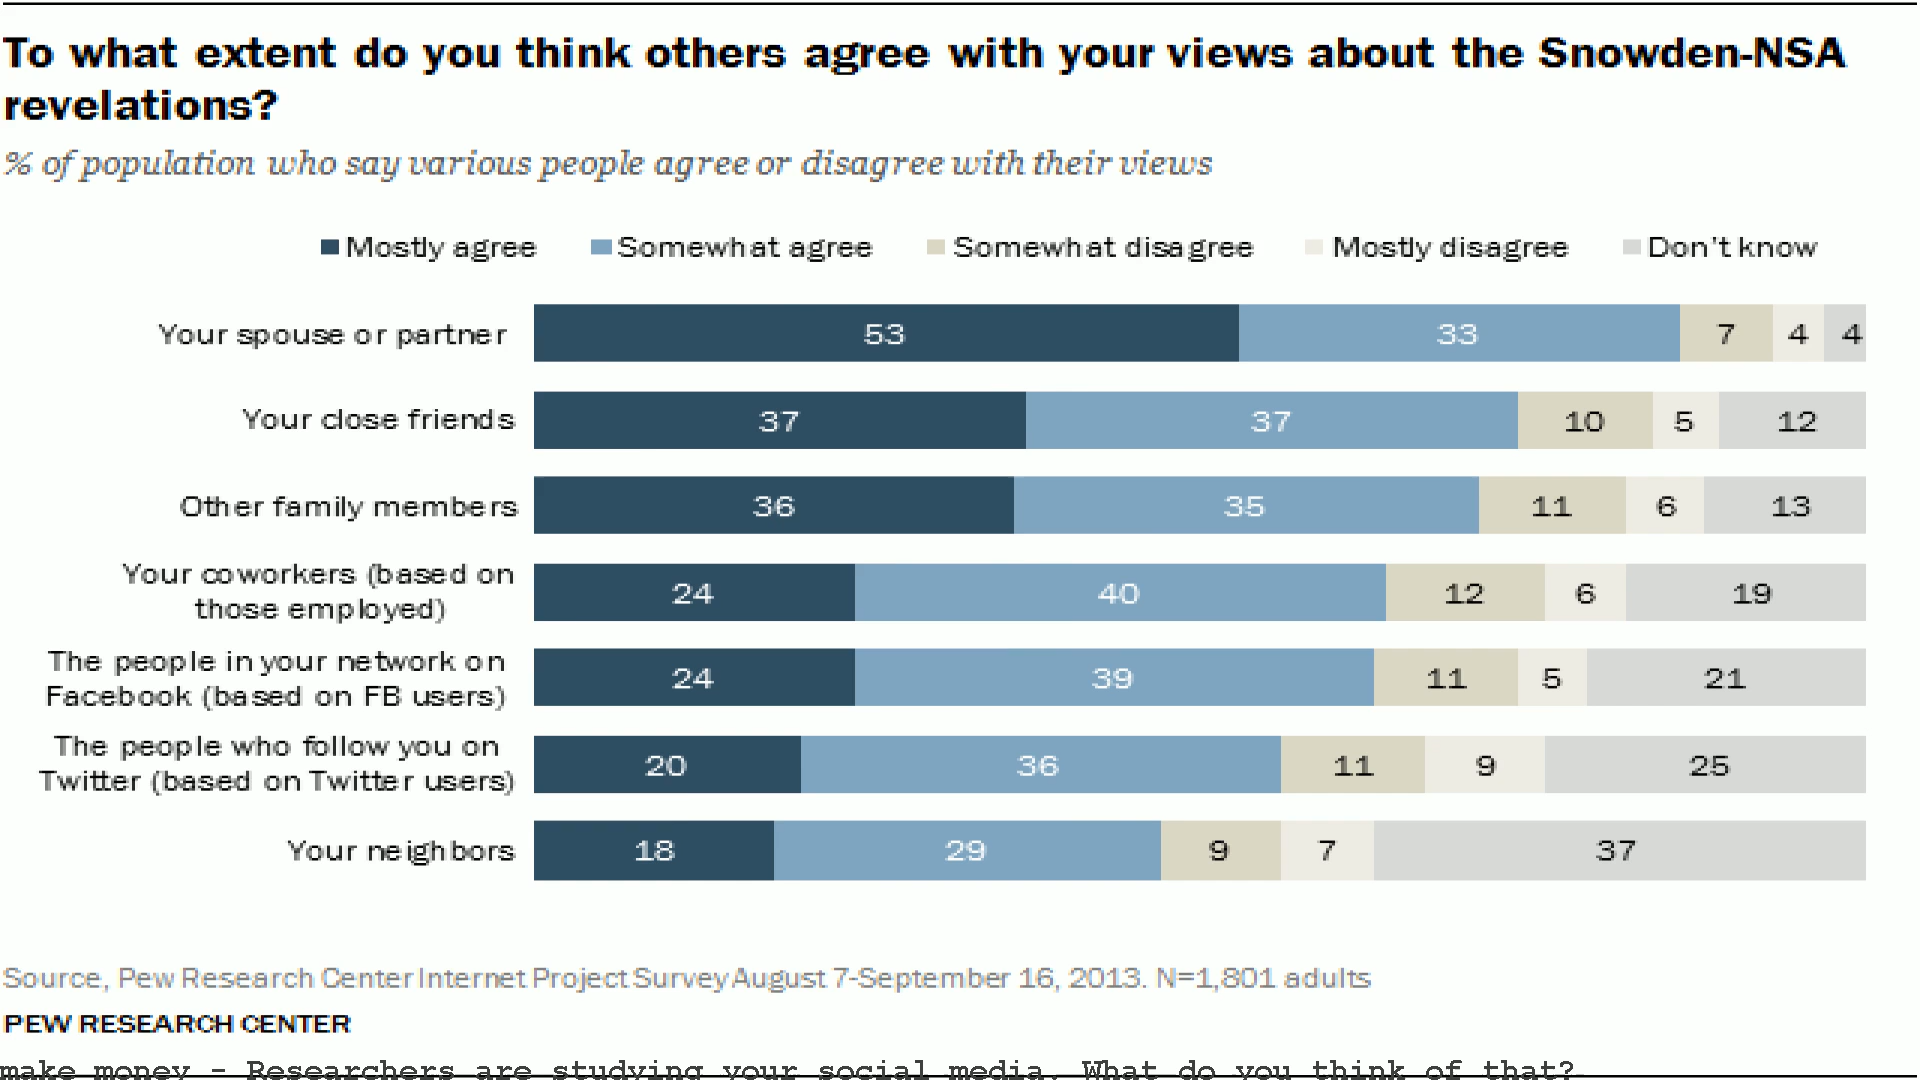 To what extent do you think others agree with your views about the Snowden-NSA
revelations?
% of population who say various people agree or disagree with their views
Mostly agree Somewhat agree Somewhat disagree Mostly disagree Don't know
Your spouse or partner 53 33 7 4 4
Your close friends 37 37 10 5 12
Other family members 36 35 11 6 13
Your coworkers (based on
those employed) 24 40 12 6 19
The people in your network on
Facebook (based on FB users) 24 39 11 5 21
The people who follow you on
Twitter (based on Twitter users) 20 36 11 9 25
Your neighbors 18 29 9 7 37
Source, Pew Research Center Internet Project Survey August 7-September 16, 2013. N=1,801 adults
PEW RESEARCH CENTER
make money - Researchers are studying your social media. What do you think of that?